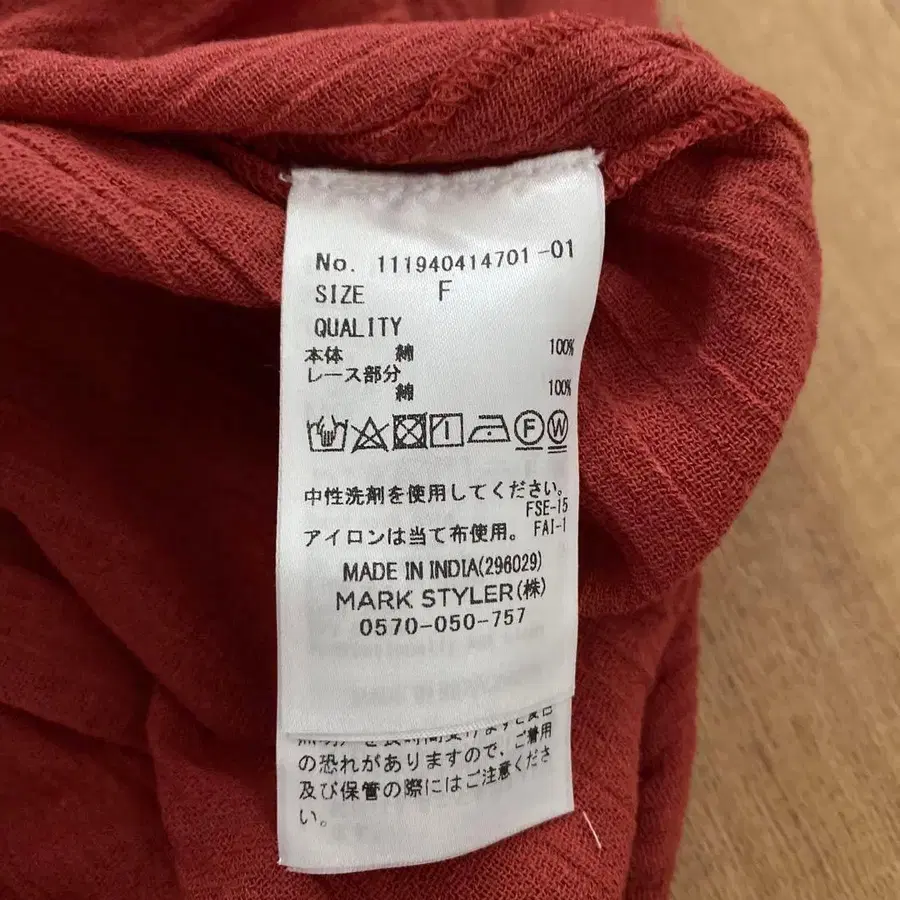 No. 111940414701-01
SIZE F
QUALITY
本体 綿 100%
レース部分
綿 100%
F W
中性洗剤を使用してください。
FSE-15
アイロンは当て布使用。 FAI-1
MADE IN INDIA(296029)
MARK STYLER(株)
0570-050-757
の恐れがありますので、ご着用
及び保管の際にはご注意くださ
い。